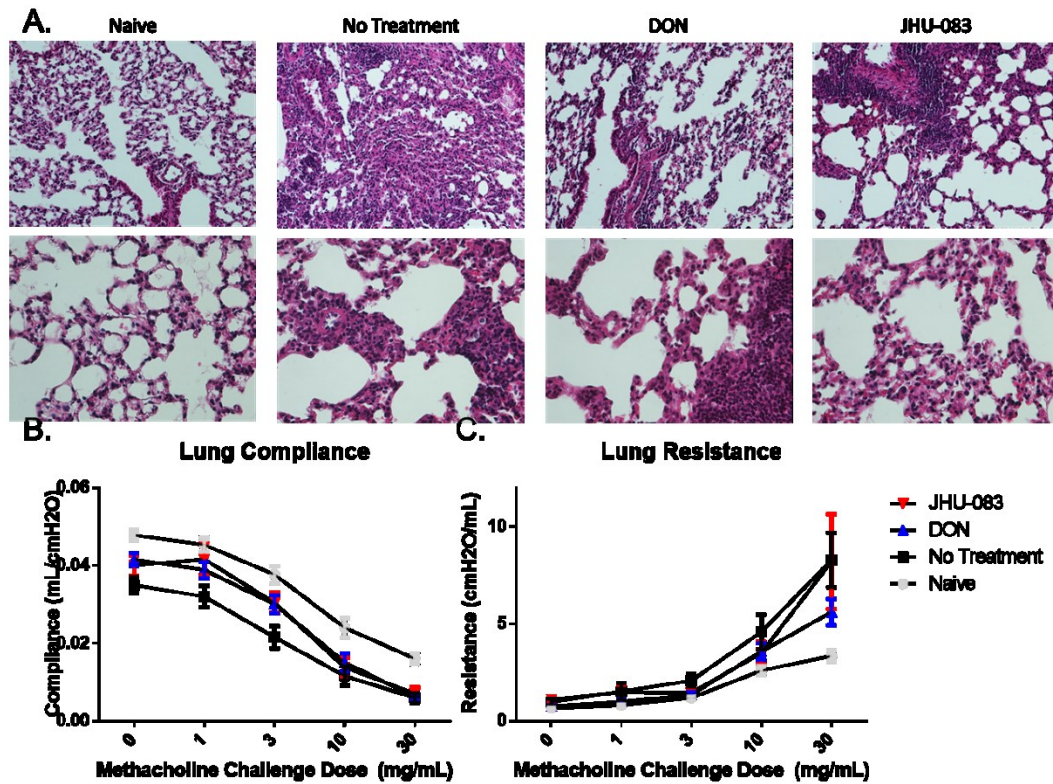 A.
Naive No Treatment DON JHU-083
B. C.
Lung Compliance Lung Resistance
Compliance (mL/cmH2O)
0.06
0.04
0.02
0.00
0 1 3 10 30
Methacholine Challenge Dose (mg/mL)
Resistance (cmH2O/mL)
10
5
0
0 1 3 10 30
Methacholine Challenge Dose (mg/mL)
JHU-083
DON
No Treatment
Naive